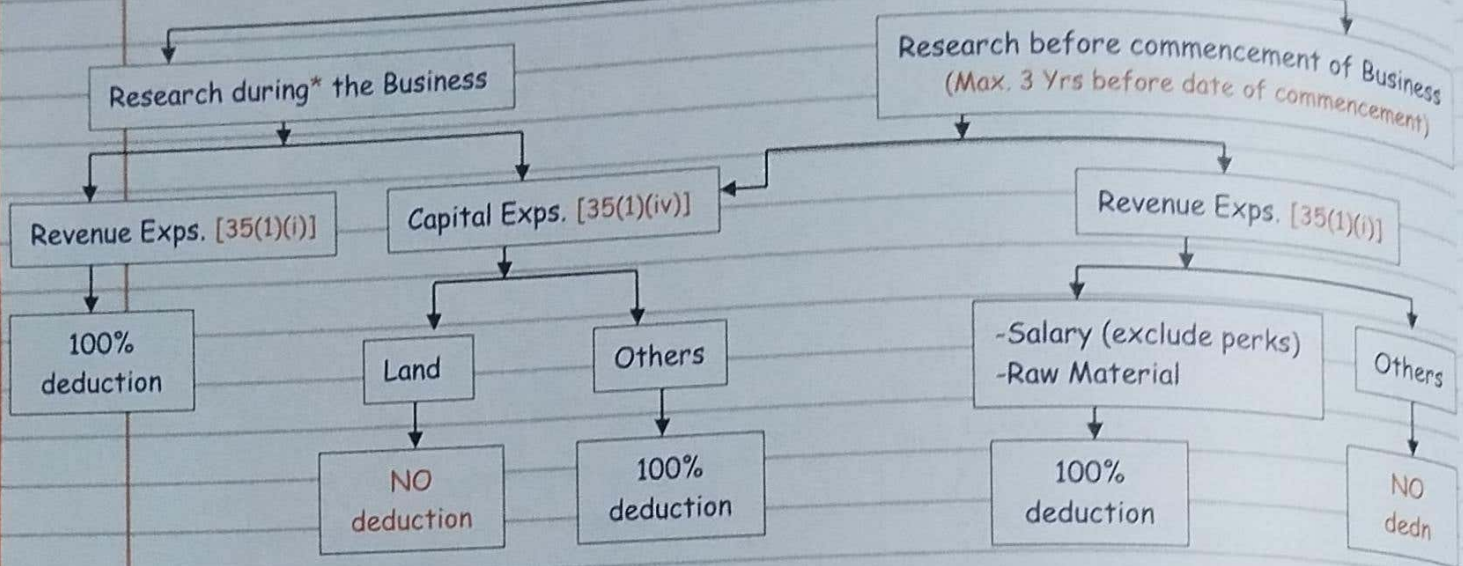 Research during* the Business
Research before commencement of Business
(Max. 3 Yrs before date of commencement)
Revenue Exps. [35(1)(i)]
Capital Exps. [35(1)(iv)]
Revenue Exps. [35(1)(i)]
100%
deduction
Land
Others
-Salary (exclude perks)
-Raw Material
Others
NO
deduction
100%
deduction
100%
deduction
NO
dedn